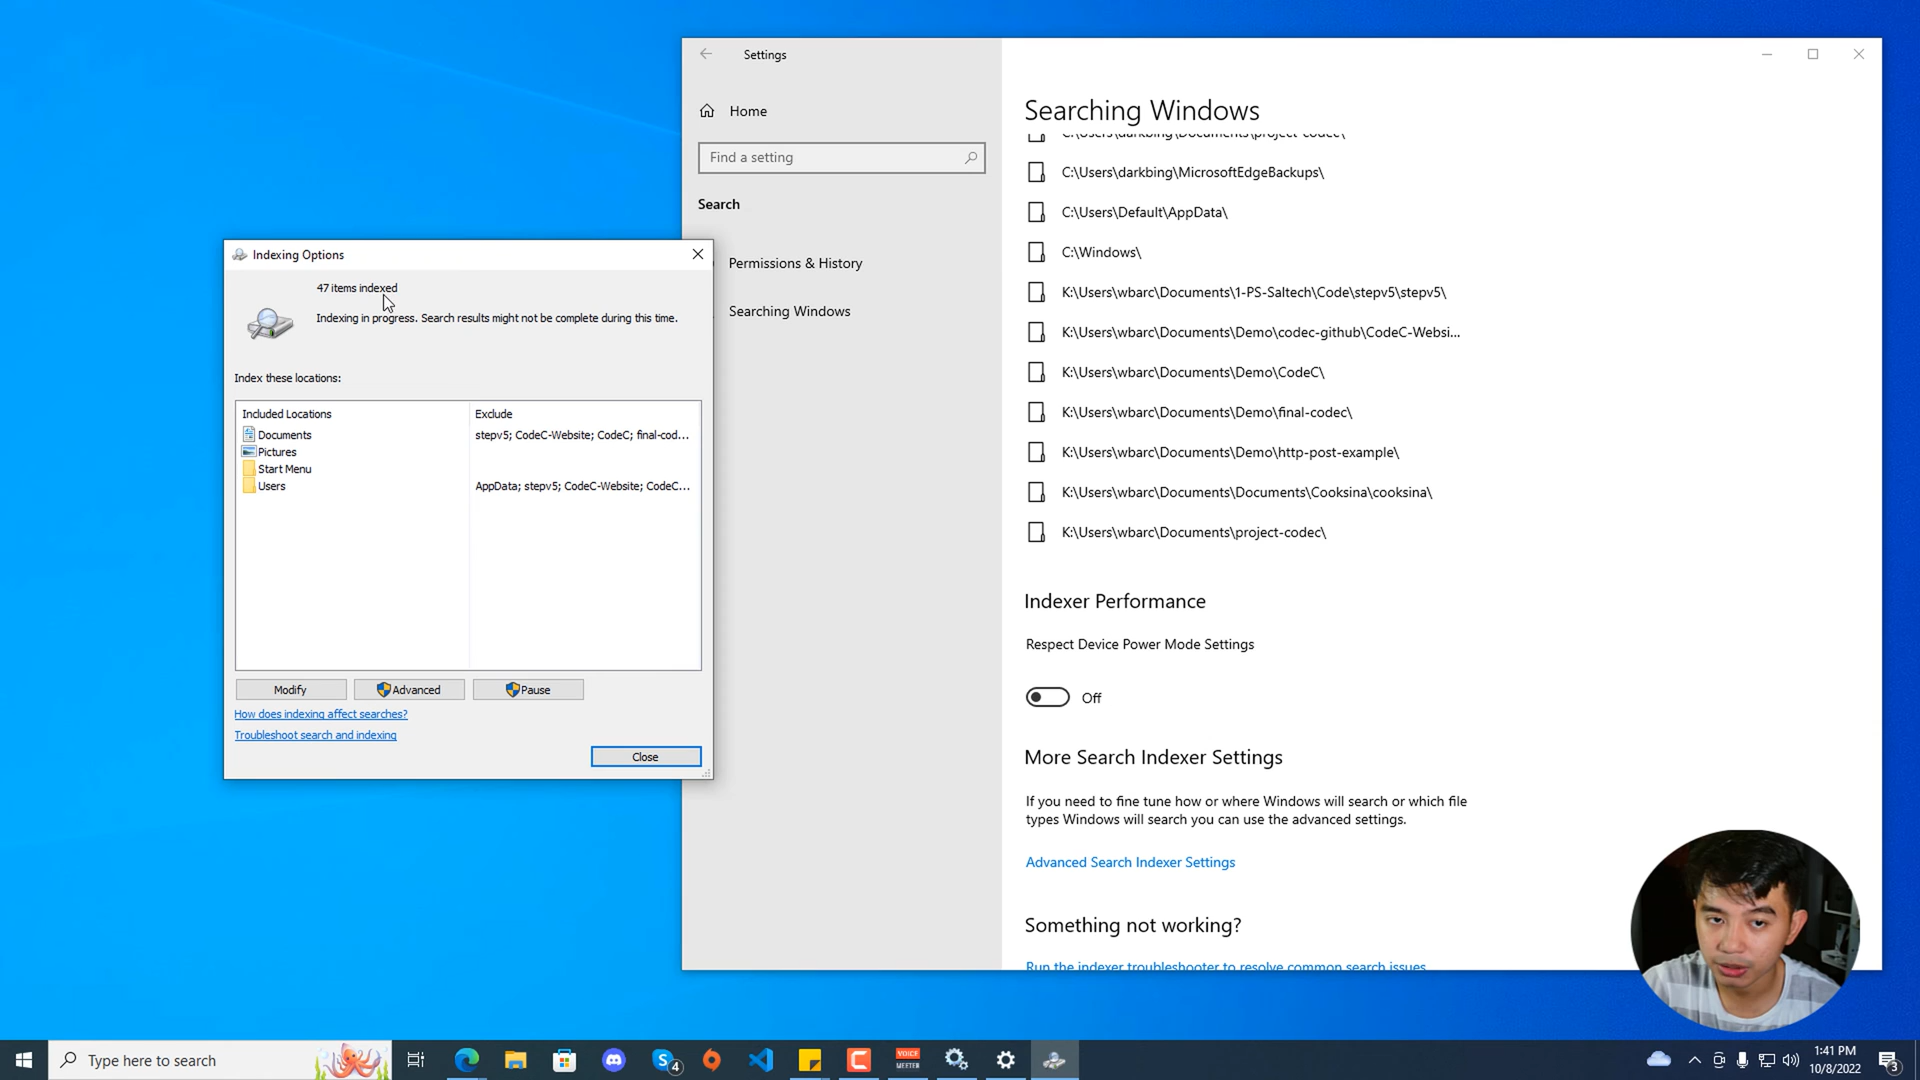 Settings
Home
Find a setting
Search
Permissions & History
Searching Windows
Searching Windows
C:\Users\darkbing\Documents\project-codec\
C:\Users\darkbing\MicrosoftEdgeBackups\
C:\Users\Default\AppData\
C:\Windows\
K:\Users\wbarc\Documents\1-PS-Saltech\Code\stepv5\stepv5\
K:\Users\wbarc\Documents\Demo\codec-github\CodeC-Websi...
K:\Users\wbarc\Documents\Demo\CodeC\
K:\Users\wbarc\Documents\Demo\final-codec\
K:\Users\wbarc\Documents\Demo\http-post-example\
K:\Users\wbarc\Documents\Documents\Cooksina\cooksina\
K:\Users\wbarc\Documents\project-codec\
Indexer Performance
Respect Device Power Mode Settings
Off
More Search Indexer Settings
If you need to fine tune how or where Windows will search or which file
types Windows will search you can use the advanced settings.
Advanced Search Indexer Settings
Something not working?
Run the indexer troubleshooter to resolve common search issues
Indexing Options
47 items indexed
Indexing in progress. Search results might not be complete during this time.
Index these locations:
Included Locations Exclude
Documents stepv5; CodeC-Website; CodeC; final-cod...
Pictures
Start Menu
Users AppData; stepv5; CodeC-Website; CodeC...
Modify Advanced Pause
How does indexing affect searches?
Troubleshoot search and indexing
Close
Type here to search
4
VOICE
MEETER
1:41 PM
10/8/2022
3